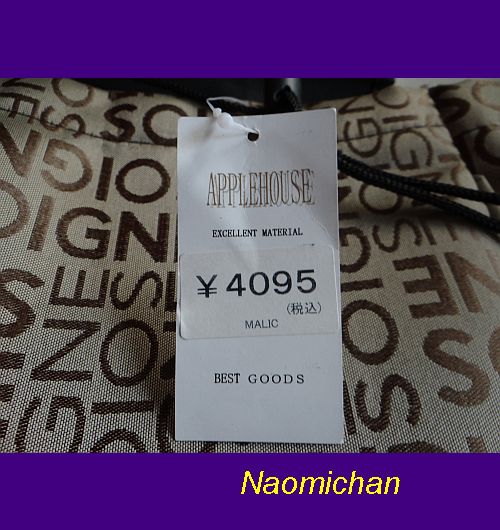 APPLEHOUSE
EXCELLENT MATERIAL
¥4095
(税込)
MALIC
BEST GOODS
Naomichan